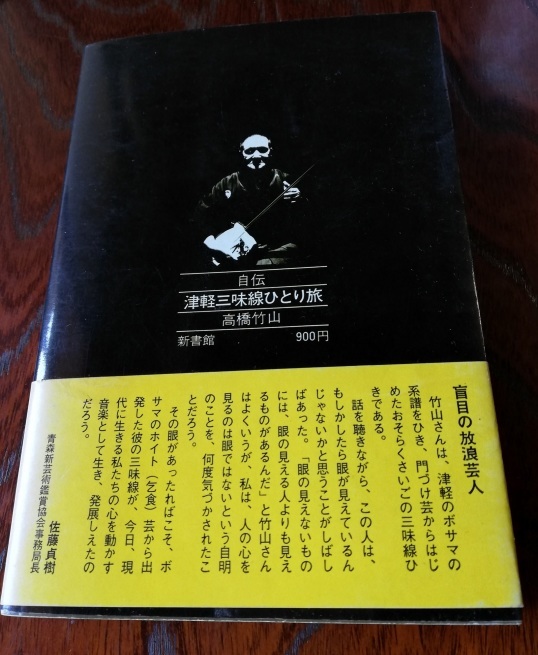 自伝
津軽三味線ひとり旅
高橋竹山
新書館 900円
盲目の放浪芸人
竹山さんは、津軽のボサマの
系譜をひき、門づけ芸からはじ
めたおそらくさいごの三味線ひ
きである。
話を聴きながら、この人は、
もしかしたら眼が見えているん
じゃないかと思うことがしばし
ばあった。「眼の見えないもの
には、眼の見える人よりも見え
るものがあるんだ」と竹山さん
はよくいうが、私は、人の心を
見るのは眼ではないという自明
のことを、何度気づかされたこ
とだろう。
その眼があったればこそ、ボ
サマのホイト(乞食)芸から出
発した彼の三味線が、今日、現
代に生きる私たちの心を動かす
音楽として生き、発展しえたの
だろう。
青森新芸術鑑賞協会事務局長 佐藤貞樹